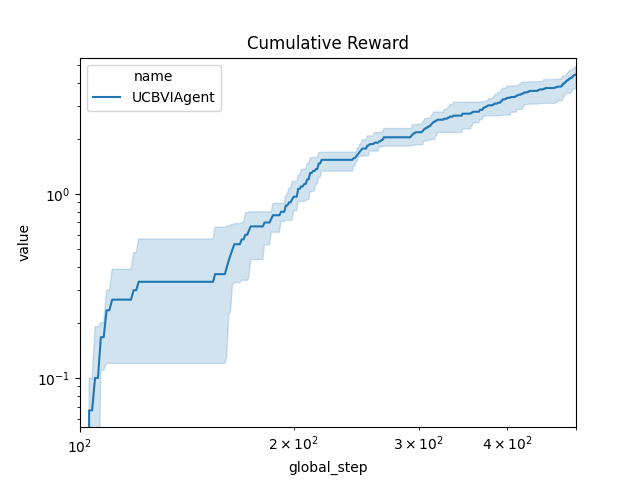 Cumulative Reward
name
UCBVIAgent
value
10⁰
10⁻¹
10²
2 × 10²
3 × 10²
4 × 10²
global_step